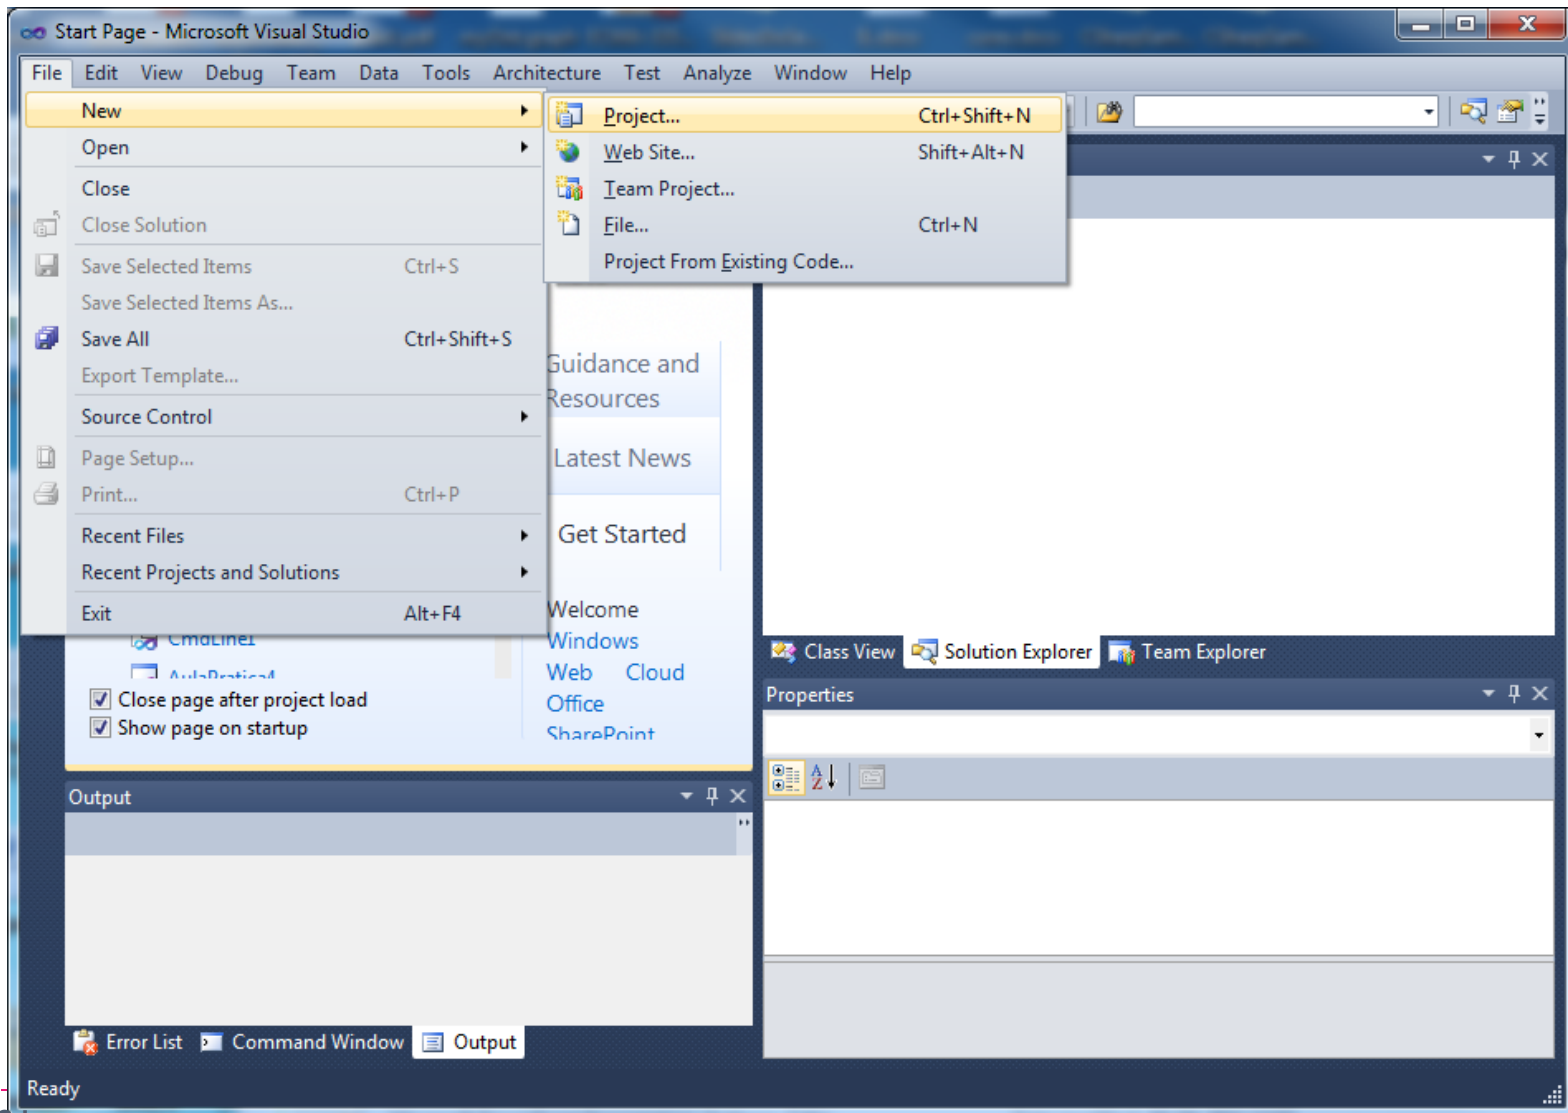 Start Page - Microsoft Visual Studio
File Edit View Debug Team Data Tools Architecture Test Analyze Window Help
New
Open
Close
Close Solution
Save Selected Items Ctrl+S
Save Selected Items As...
Save All Ctrl+Shift+S
Export Template...
Source Control
Page Setup...
Print... Ctrl+P
Recent Files
Recent Projects and Solutions
Exit Alt+F4
Project... Ctrl+Shift+N
Web Site... Shift+Alt+N
Team Project...
File... Ctrl+N
Project From Existing Code...
Guidance and
Resources
Latest News
Get Started
Welcome
Windows
Web Cloud
Office
SharePoint
CmdLine1
AulaPratica4
Close page after project load
Show page on startup
Class View Solution Explorer Team Explorer
Properties
Output
Error List Command Window Output
Ready